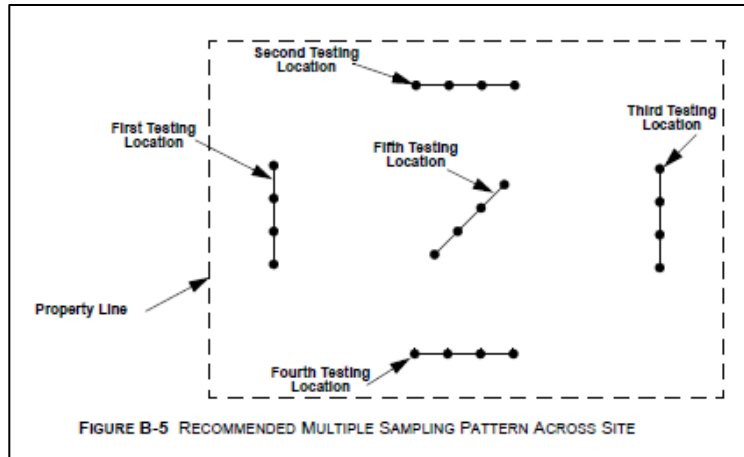 Second Testing
Location
First Testing
Location
Third Testing
Location
Fifth Testing
Location
Property Line
Fourth Testing
Location
FIGURE B-5 RECOMMENDED MULTIPLE SAMPLING PATTERN ACROSS SITE